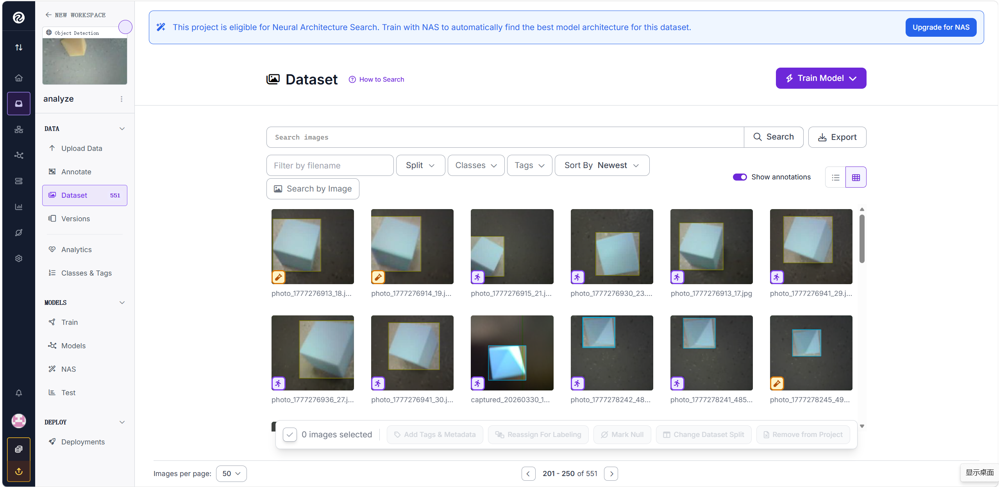 NEW WORKSPACE
Object Detection
analyze
DATA
Upload Data
Annotate
Dataset 551
Versions
Analytics
Classes & Tags
MODELS
Train
Models
NAS
Test
DEPLOY
Deployments
This project is eligible for Neural Architecture Search. Train with NAS to automatically find the best model architecture for this dataset.
Upgrade for NAS
Dataset
How to Search
Train Model
Search images
Search
Export
Filter by filename
Split
Classes
Tags
Sort By Newest
Show annotations
Search by Image
photo_1777276913_18.j...
photo_1777276914_19.j...
photo_1777276915_21.j...
photo_1777276930_23....
photo_1777276913_17.jpg
photo_1777276941_29.j...
photo_1777276936_27.j...
photo_1777276941_30.j...
captured_20260330_1...
photo_1777278242_48...
photo_1777278241_485...
photo_1777278245_49...
0 images selected
Add Tags & Metadata
Reassign For Labeling
Mark Null
Change Dataset Split
Remove from Project
Images per page: 50
201 - 250 of 551
显示桌面